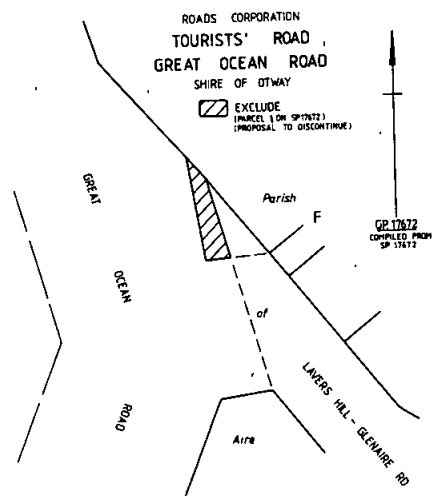 ROADS CORPORATION
TOURISTS' ROAD
GREAT OCEAN ROAD
SHIRE OF OTWAY
EXCLUDE
(PARCEL 1 ON SP17672)
(PROPOSAL TO DISCONTINUE)
GREAT
OCEAN
ROAD
Parish
F
of
Aire
GP 17672
COMPILED FROM
SP 17672
LAVERS HILL - GLENAIRE RD